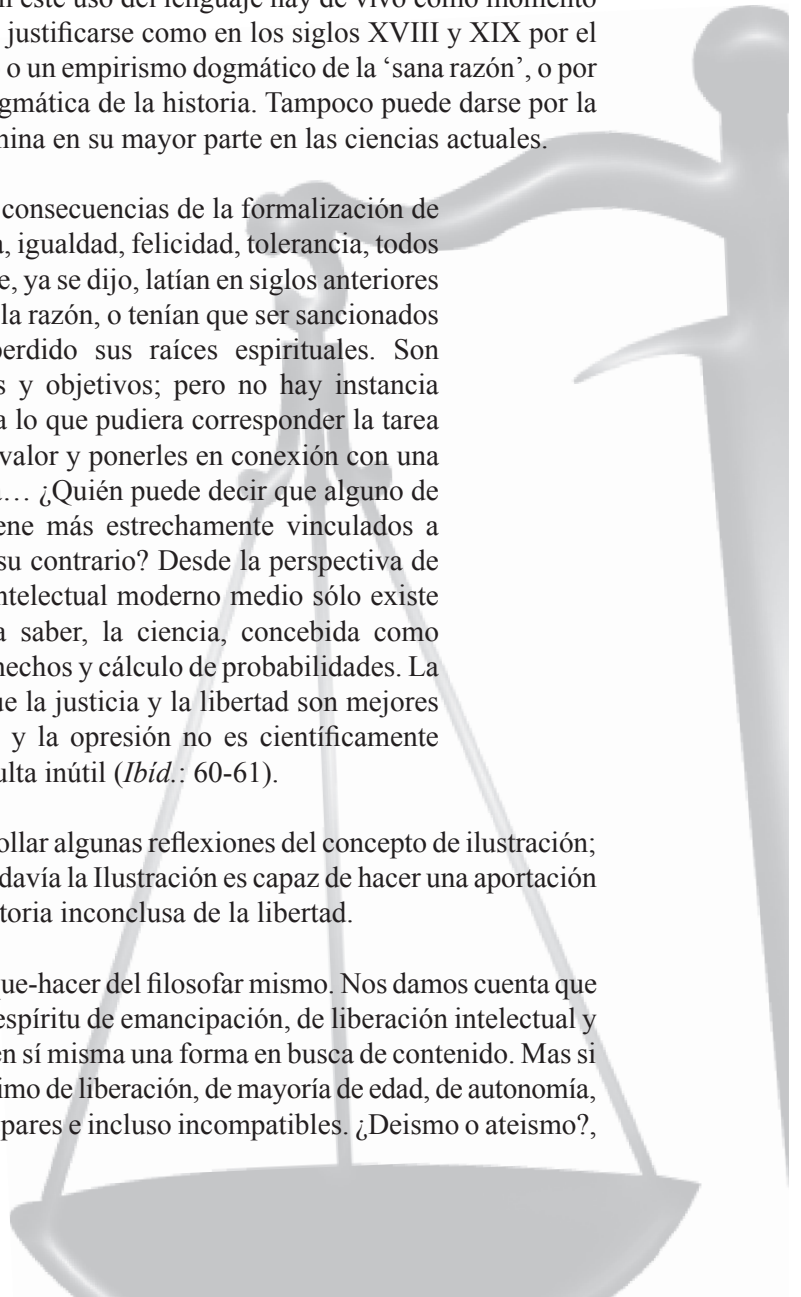 n este uso del lenguaje hay de vivo como momento
justificarse como en los siglos XVIII y XIX por el
o un empirismo dogmático de la ‘sana razón’, o por
gmática de la historia. Tampoco puede darse por la
nina en su mayor parte en las ciencias actuales.
consecuencias de la formalización de
a, igualdad, felicidad, tolerancia, todos
e, ya se dijo, latían en siglos anteriores
la razón, o tenían que ser sancionados
perdido sus raíces espirituales. Son
s y objetivos; pero no hay instancia
a lo que pudiera corresponder la tarea
valor y ponerles en conexión con una
a… ¿Quién puede decir que alguno de
ene más estrechamente vinculados a
su contrario? Desde la perspectiva de
ntelectual moderno medio sólo existe
a saber, la ciencia, concebida como
hechos y cálculo de probabilidades. La
ue la justicia y la libertad son mejores
y la opresión no es científicamente
ulta inútil (Ibíd.: 60-61).
ollar algunas reflexiones del concepto de ilustración;
davía la Ilustración es capaz de hacer una aportación
toria inconclusa de la libertad.
que-hacer del filosofar mismo. Nos damos cuenta que
espíritu de emancipación, de liberación intelectual y
en sí misma una forma en busca de contenido. Mas si
imo de liberación, de mayoría de edad, de autonomía,
pares e incluso incompatibles. ¿Deismo o ateismo?,